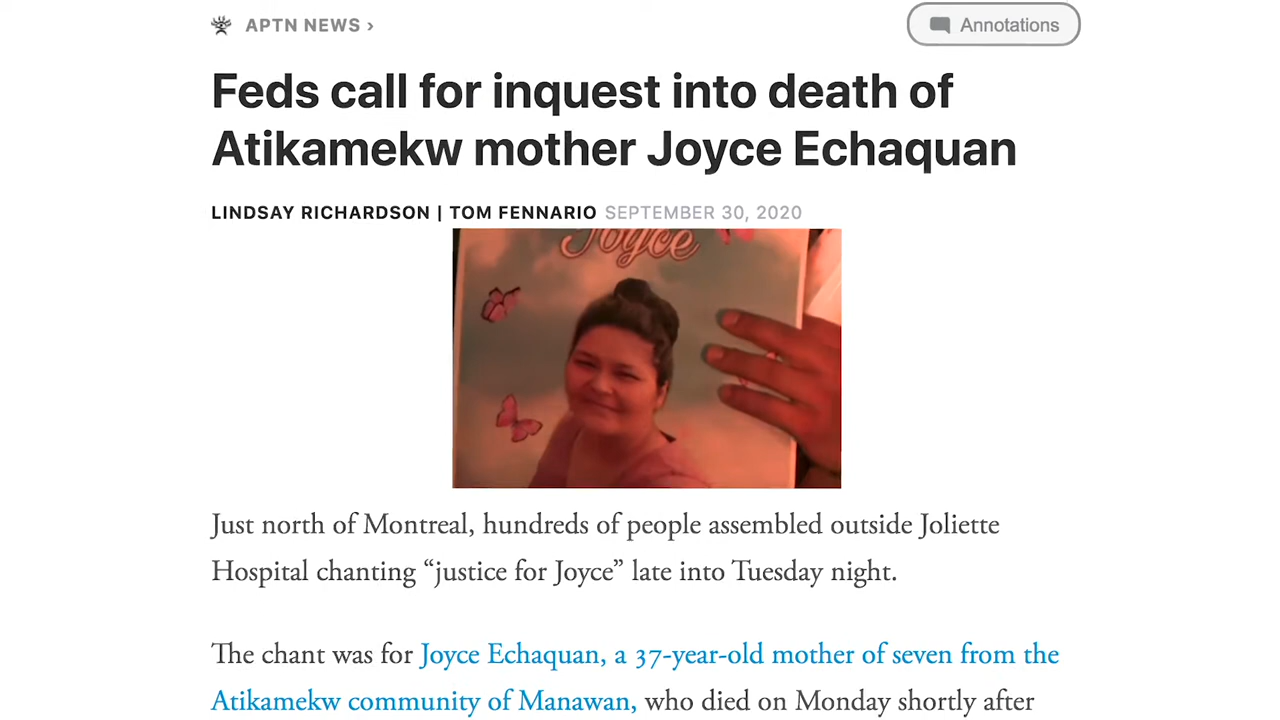 APTN NEWS ›
Annotations
Feds call for inquest into death of
Atikamekw mother Joyce Echaquan
LINDSAY RICHARDSON | TOM FENNARIO SEPTEMBER 30, 2020
Joyce
Just north of Montreal, hundreds of people assembled outside Joliette
Hospital chanting “justice for Joyce” late into Tuesday night.
The chant was for Joyce Echaquan, a 37-year-old mother of seven from the
Atikamekw community of Manawan, who died on Monday shortly after